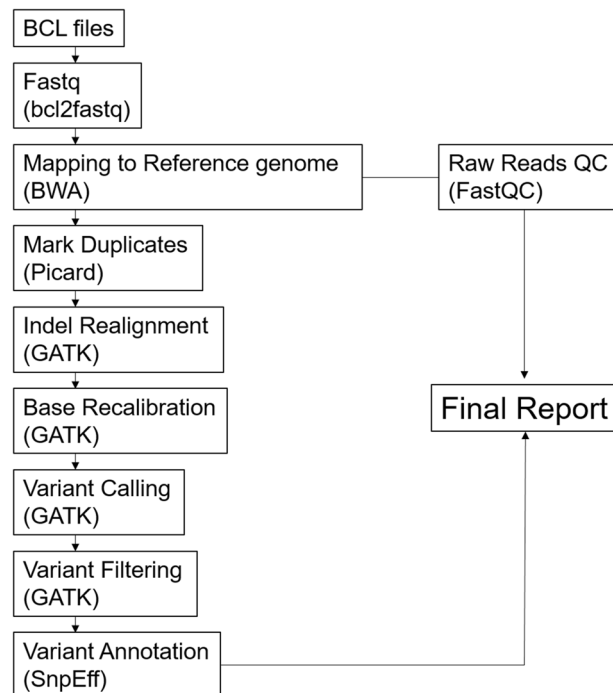 BCL files
Fastq
(bcl2fastq)
Mapping to Reference genome
(BWA)
Raw Reads QC
(FastQC)
Mark Duplicates
(Picard)
Indel Realignment
(GATK)
Base Recalibration
(GATK)
Final Report
Variant Calling
(GATK)
Variant Filtering
(GATK)
Variant Annotation
(SnpEff)